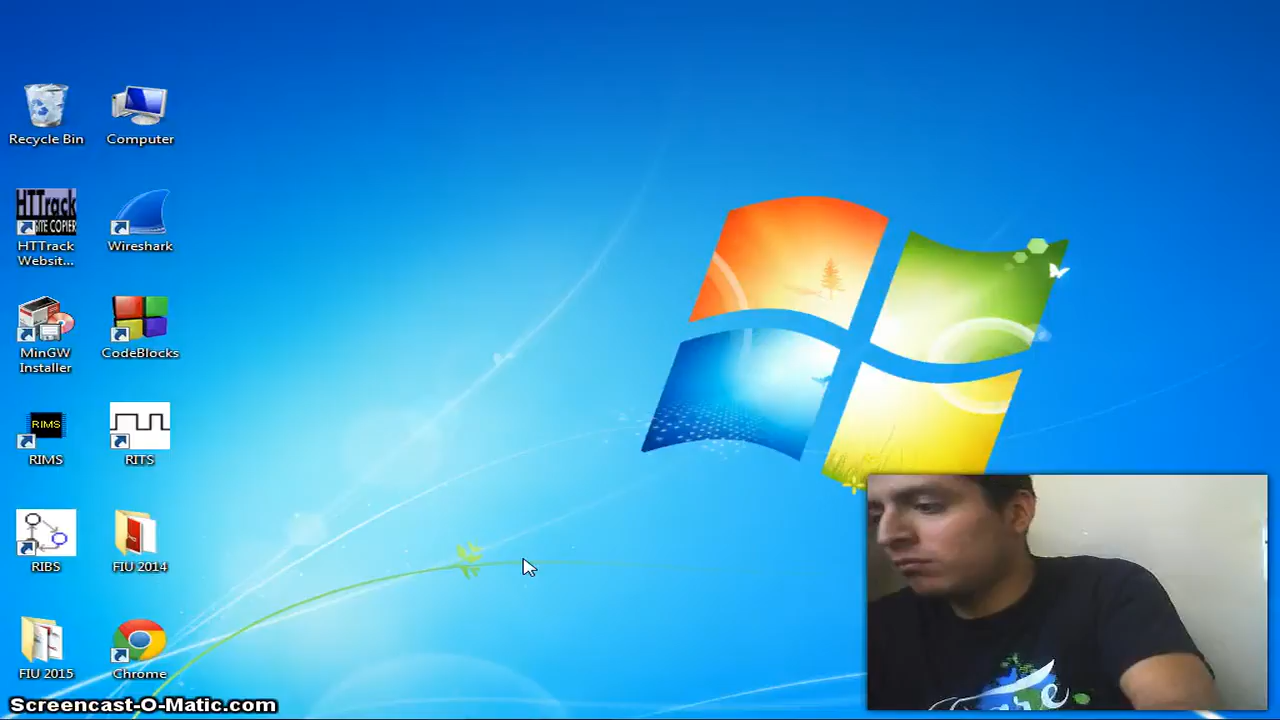 Recycle Bin
Computer
HTTrack
SITE COPIER
HTTrack
Websit...
Wireshark
MinGW
Installer
CodeBlocks
RIMS
RIMS
RITS
RIBS
FIU 2014
FIU 2015
Chrome
Screencast-O-Matic.com